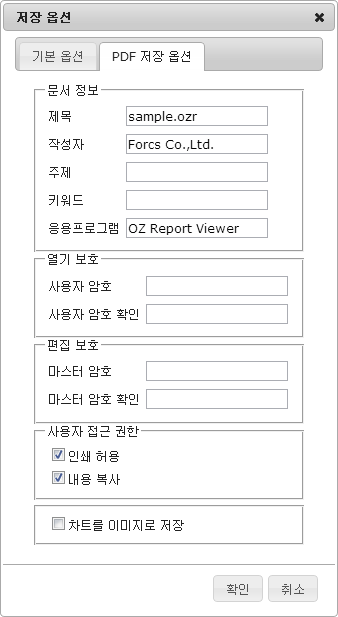 저장 옵션
기본 옵션
PDF 저장 옵션
문서 정보
제목 sample.ozr
작성자 Forcs Co.,Ltd.
주제
키워드
응용프로그램 OZ Report Viewer
열기 보호
사용자 암호
사용자 암호 확인
편집 보호
마스터 암호
마스터 암호 확인
사용자 접근 권한
인쇄 허용
내용 복사
차트를 이미지로 저장
확인 취소